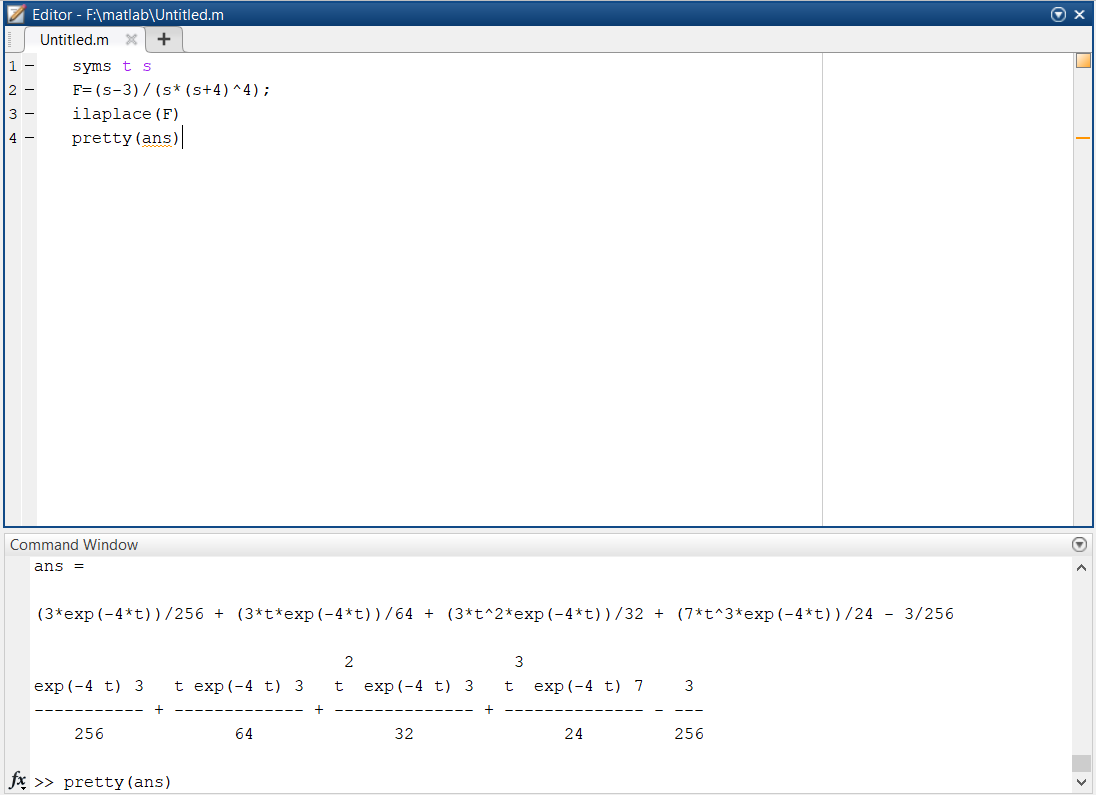 Editor - F:\matlab\Untitled.m
Untitled.m
1 syms t s
2 F=(s-3)/(s*(s+4)^4);
3 ilaplace(F)
4 pretty(ans)
Command Window
ans =
(3*exp(-4*t))/256 + (3*t*exp(-4*t))/64 + (3*t^2*exp(-4*t))/32 + (7*t^3*exp(-4*t))/24 - 3/256
2 3
exp(-4 t) 3 t exp(-4 t) 3 t exp(-4 t) 3 t exp(-4 t) 7 3
----------- + ------------- + -------------- + -------------- - ---
256 64 32 24 256
fx >> pretty(ans)